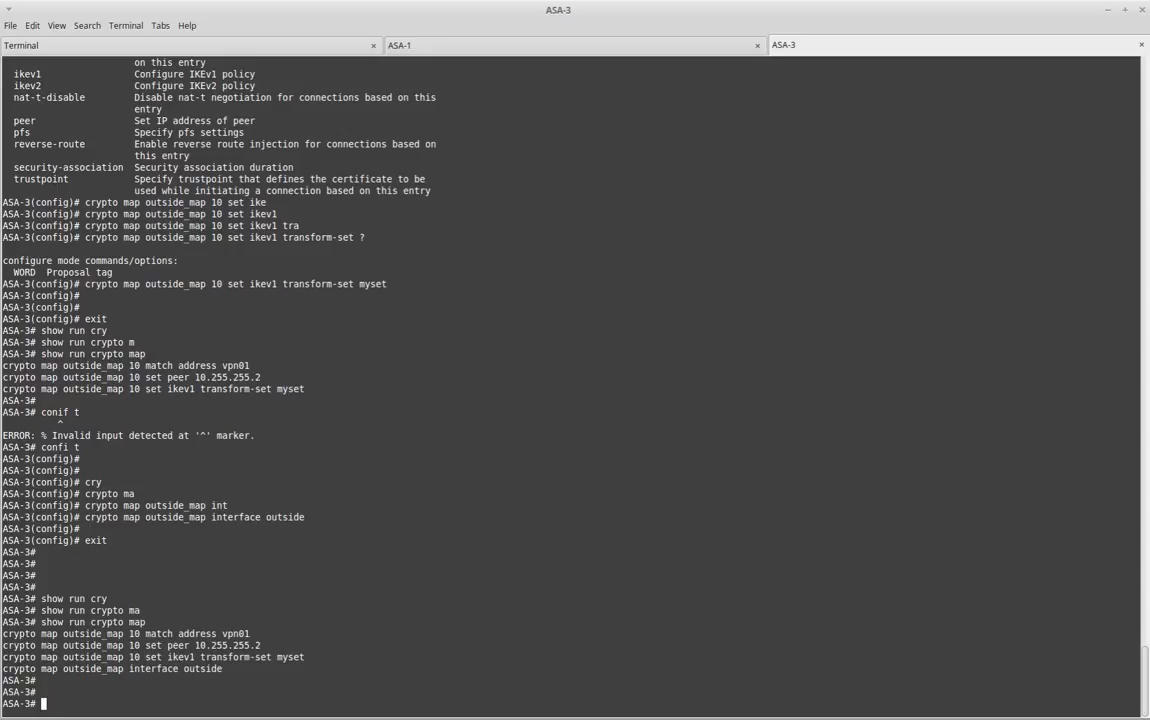 ASA-3
File Edit View Search Terminal Tabs Help
Terminal ASA-1 ASA-3
on this entry
ikev1 Configure IKEv1 policy
ikev2 Configure IKEv2 policy
nat-t-disable Disable nat-t negotiation for connections based on this
entry
peer Set IP address of peer
pfs Specify pfs settings
reverse-route Enable reverse route injection for connections based on
this entry
security-association Security association duration
trustpoint Specify trustpoint that defines the certificate to be
used while initiating a connection based on this entry
ASA-3(config)# crypto map outside_map 10 set ike
ASA-3(config)# crypto map outside_map 10 set ikev1
ASA-3(config)# crypto map outside_map 10 set ikev1 tra
ASA-3(config)# crypto map outside_map 10 set ikev1 transform-set ?
configure mode commands/options:
WORD Proposal tag
ASA-3(config)# crypto map outside_map 10 set ikev1 transform-set myset
ASA-3(config)#
ASA-3(config)#
ASA-3(config)# exit
ASA-3# show run cry
ASA-3# show run crypto m
ASA-3# show run crypto map
crypto map outside_map 10 match address vpn01
crypto map outside_map 10 set peer 10.255.255.2
crypto map outside_map 10 set ikev1 transform-set myset
ASA-3#
ASA-3# conif t
^
ERROR: % Invalid input detected at '^' marker.
ASA-3# confi t
ASA-3(config)#
ASA-3(config)#
ASA-3(config)# cry
ASA-3(config)# crypto ma
ASA-3(config)# crypto map outside_map int
ASA-3(config)# crypto map outside_map interface outside
ASA-3(config)#
ASA-3(config)# exit
ASA-3#
ASA-3#
ASA-3#
ASA-3#
ASA-3# show run cry
ASA-3# show run crypto ma
ASA-3# show run crypto map
crypto map outside_map 10 match address vpn01
crypto map outside_map 10 set peer 10.255.255.2
crypto map outside_map 10 set ikev1 transform-set myset
crypto map outside_map interface outside
ASA-3#
ASA-3#
ASA-3#